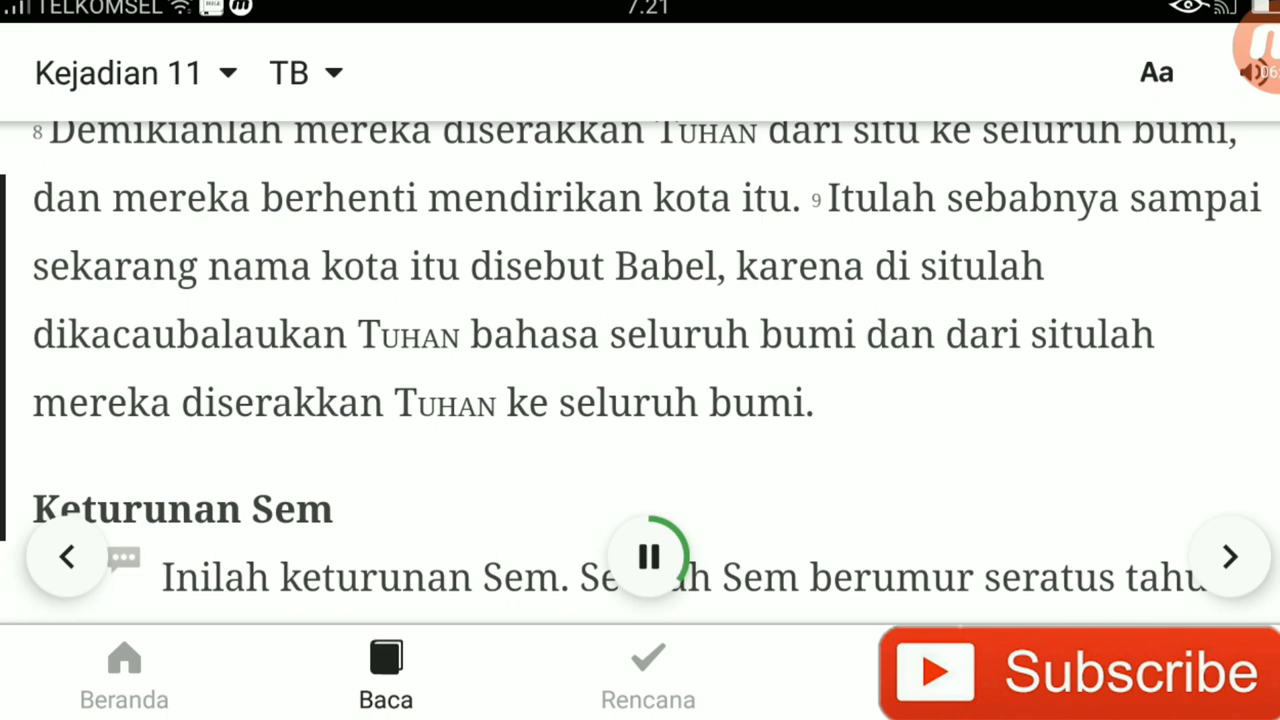 TELKOMSEL 7.21
Kejadian 11 TB Aa
8 Demikianlah mereka diserakkan TUHAN dari situ ke seluruh bumi,
dan mereka berhenti mendirikan kota itu. 9 Itulah sebabnya sampai
sekarang nama kota itu disebut Babel, karena di situlah
dikacaubalaukan TUHAN bahasa seluruh bumi dan dari situlah
mereka diserakkan TUHAN ke seluruh bumi.
Keturunan Sem
Inilah keturunan Sem. Sem berumur seratus
Beranda Baca Rencana Subscribe